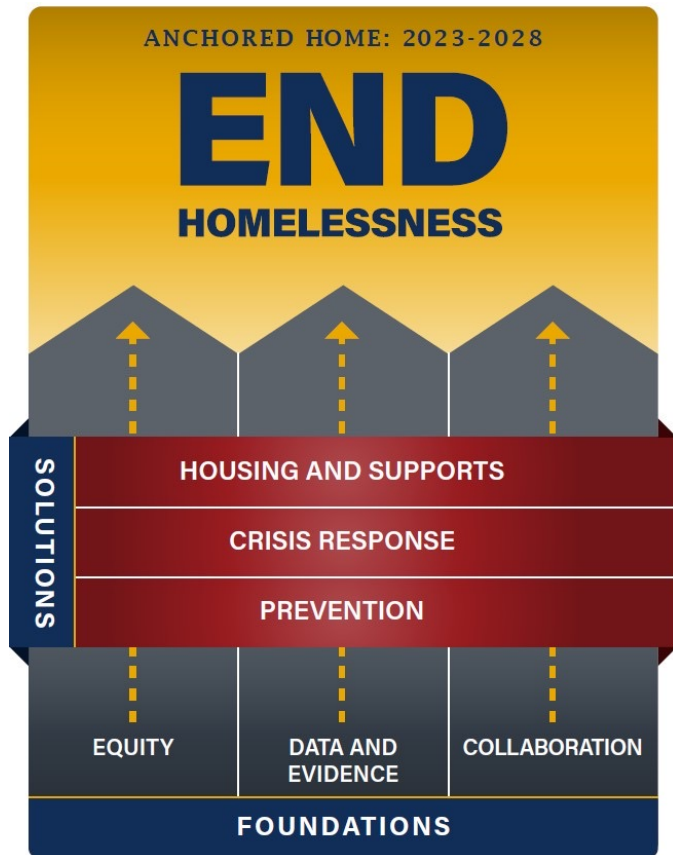 ANCHORED HOME: 2023-2028
END
HOMELESSNESS
SOLUTIONS
HOUSING AND SUPPORTS
CRISIS RESPONSE
PREVENTION
EQUITY
DATA AND
EVIDENCE
COLLABORATION
FOUNDATIONS